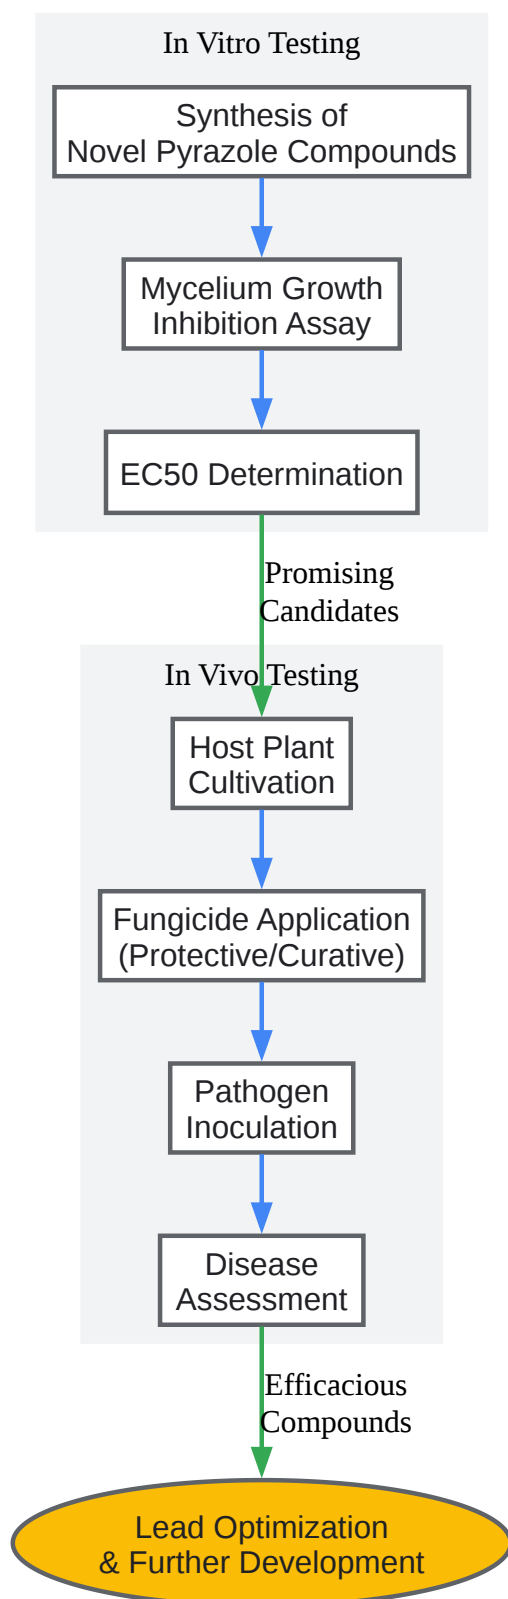 In Vitro Testing
Synthesis of
Novel Pyrazole Compounds
Mycelium Growth
Inhibition Assay
EC50 Determination
Promising
Candidates
In Vivo Testing
Host Plant
Cultivation
Fungicide Application
(Protective/Curative)
Pathogen
Inoculation
Disease
Assessment
Efficacious
Compounds
Lead Optimization
& Further Development